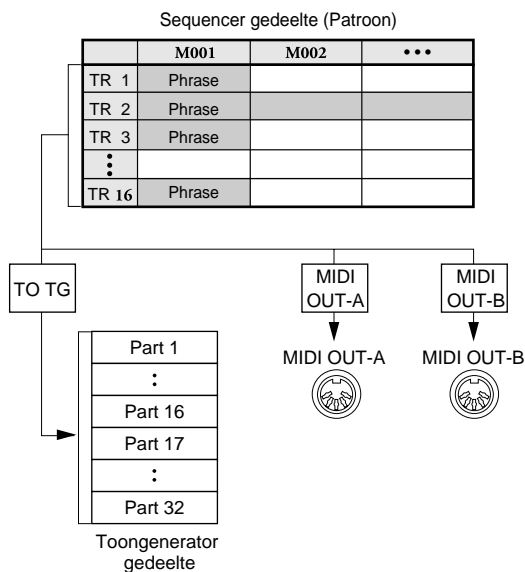 Sequencer gedeelte (Patroon)
M001 M002 •••
TR 1 Phrase
TR 2 Phrase
TR 3 Phrase
⋮
TR 16 Phrase
TO TG
MIDI
OUT-A
MIDI
OUT-B
MIDI OUT-A
MIDI OUT-B
Part 1
:
Part 16
Part 17
:
Part 32
Toongenerator
gedeelte